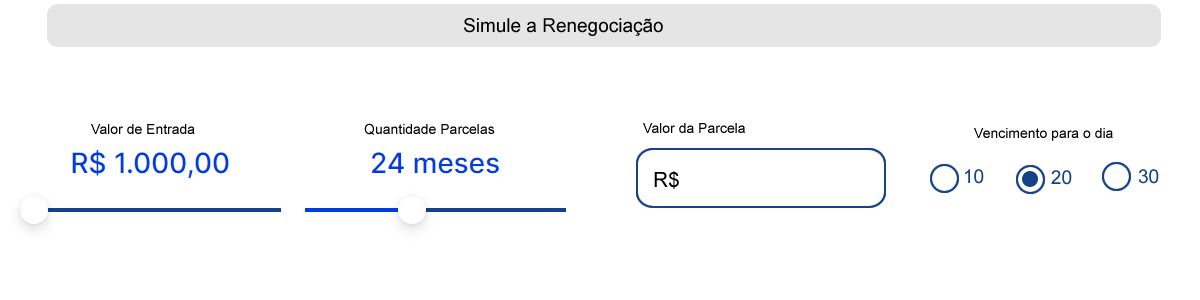 Simule a Renegociação
Valor de Entrada
R$ 1.000,00
Quantidade Parcelas
24 meses
Valor da Parcela
R$
Vencimento para o dia
10 20 30